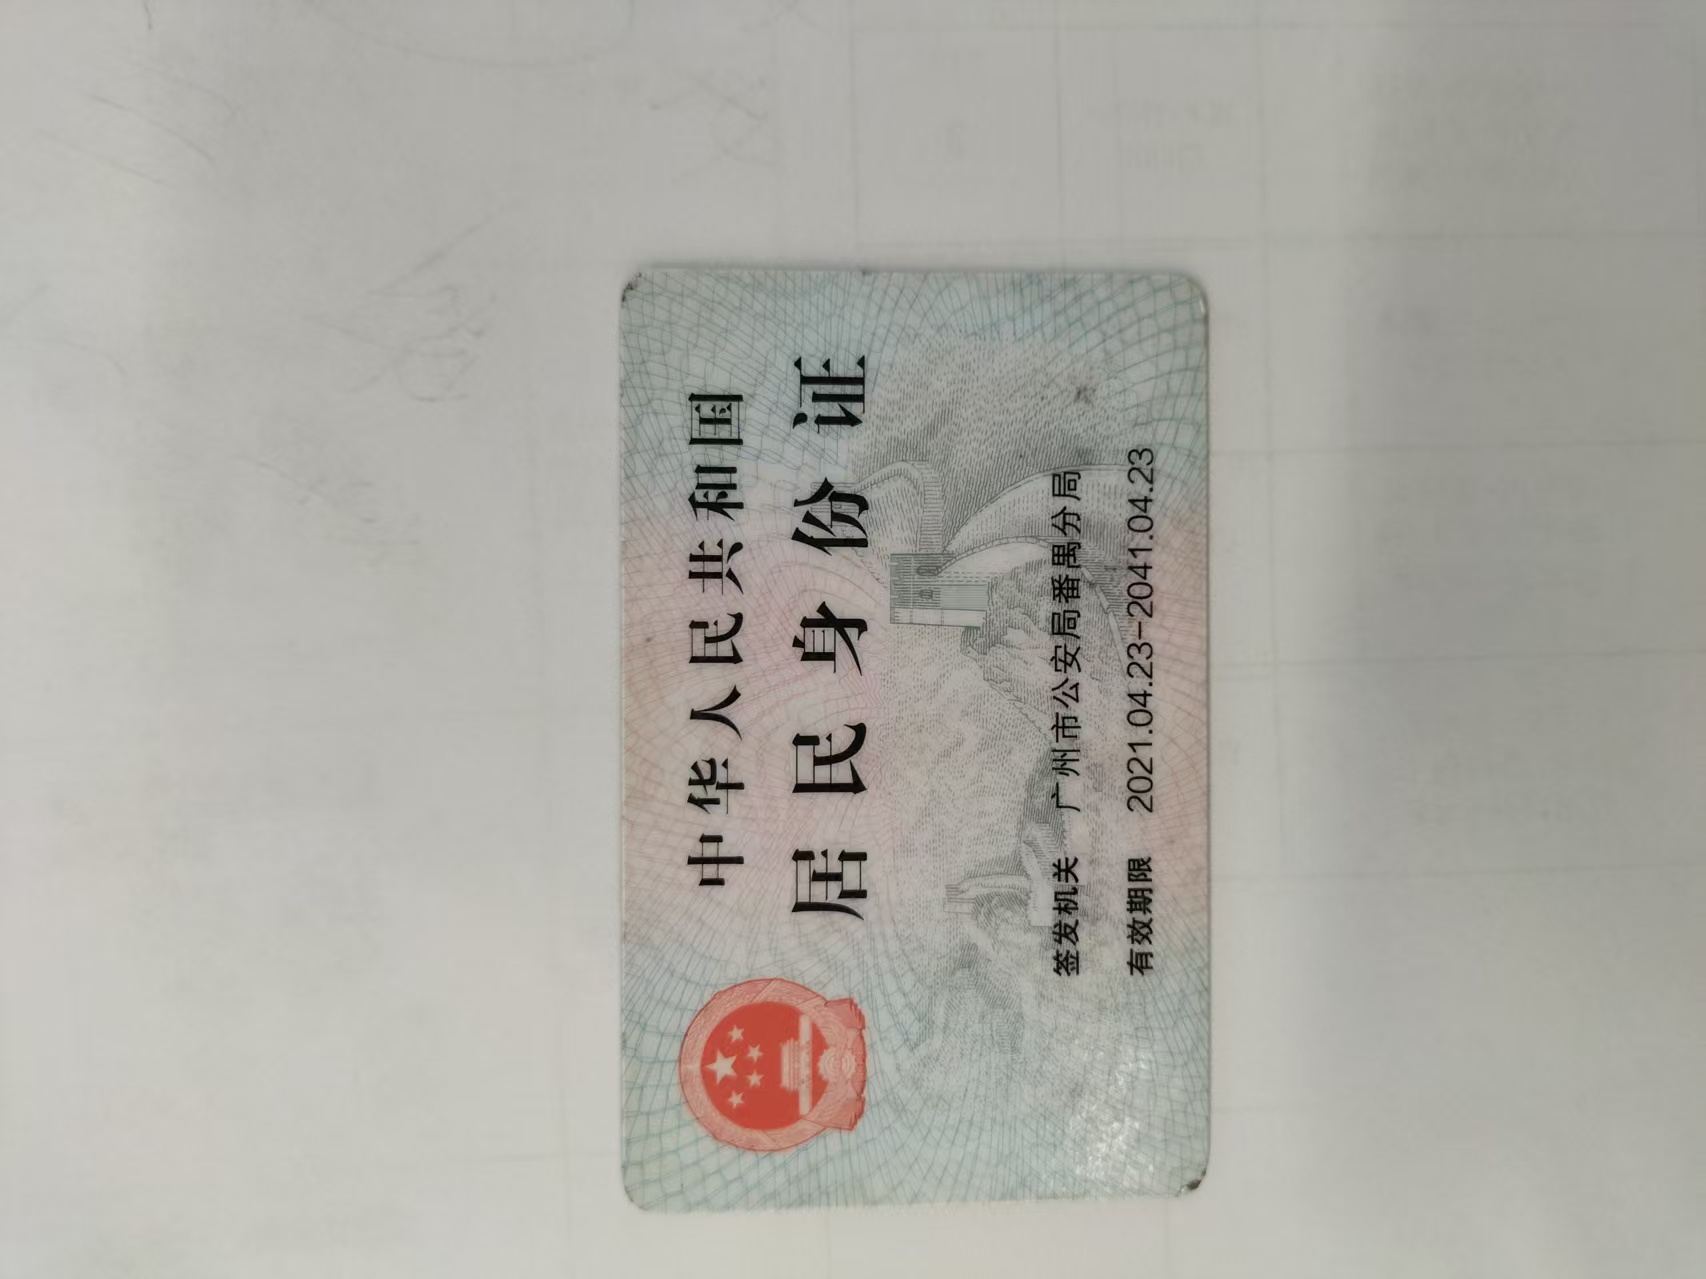 中华人民共和国
居民身份证
签发机关 广州市公安局番禺分局
有效期限 2021.04.23-2041.04.23